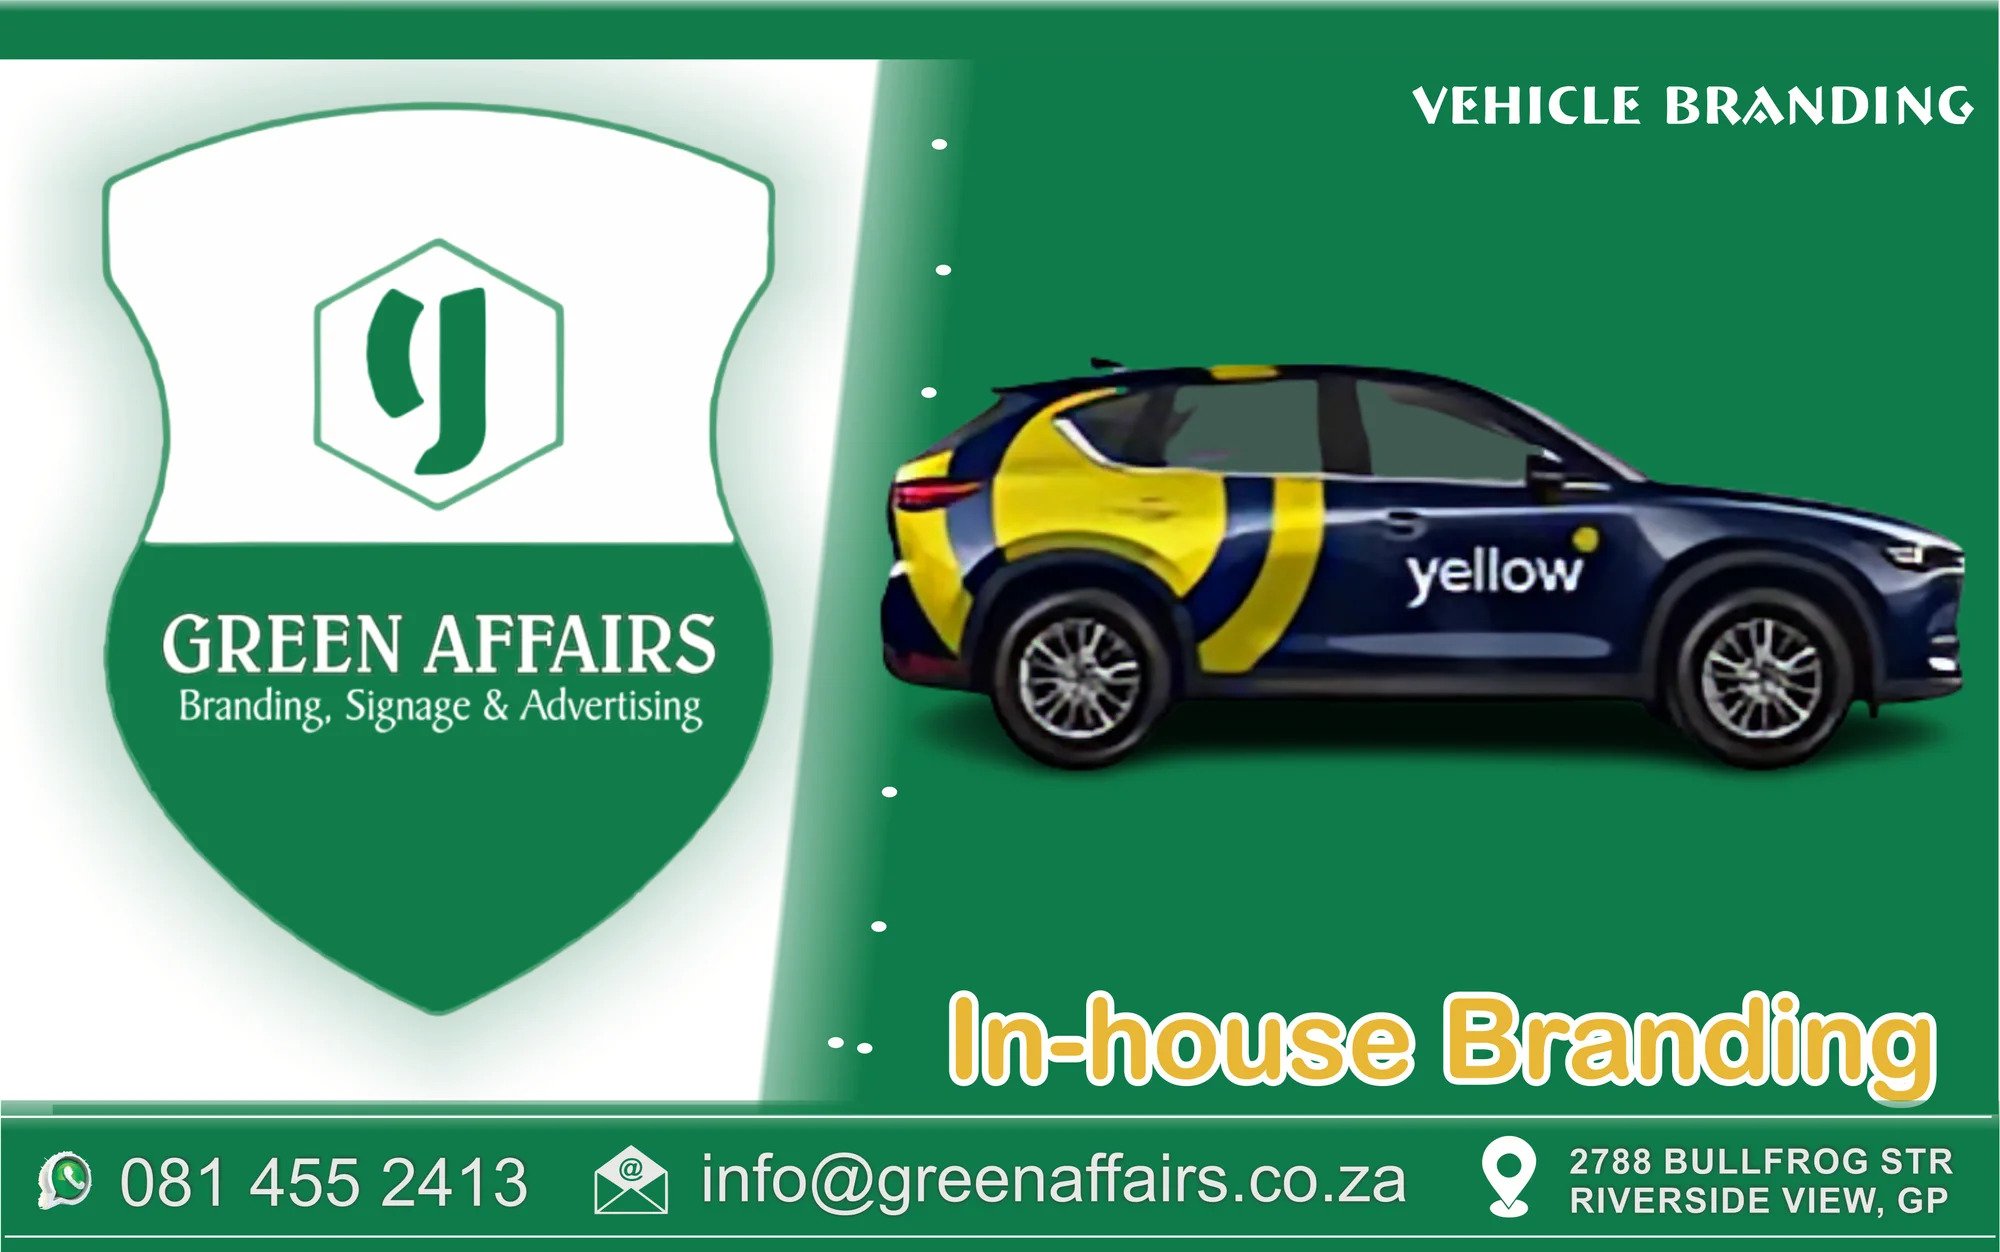 VEHICLE BRANDING
g
GREEN AFFAIRS
Branding, Signage & Advertising
yellow
In-house Branding
081 455 2413
@
info@greenaffairs.co.za
2788 BULLFROG STR
RIVERSIDE VIEW, GP